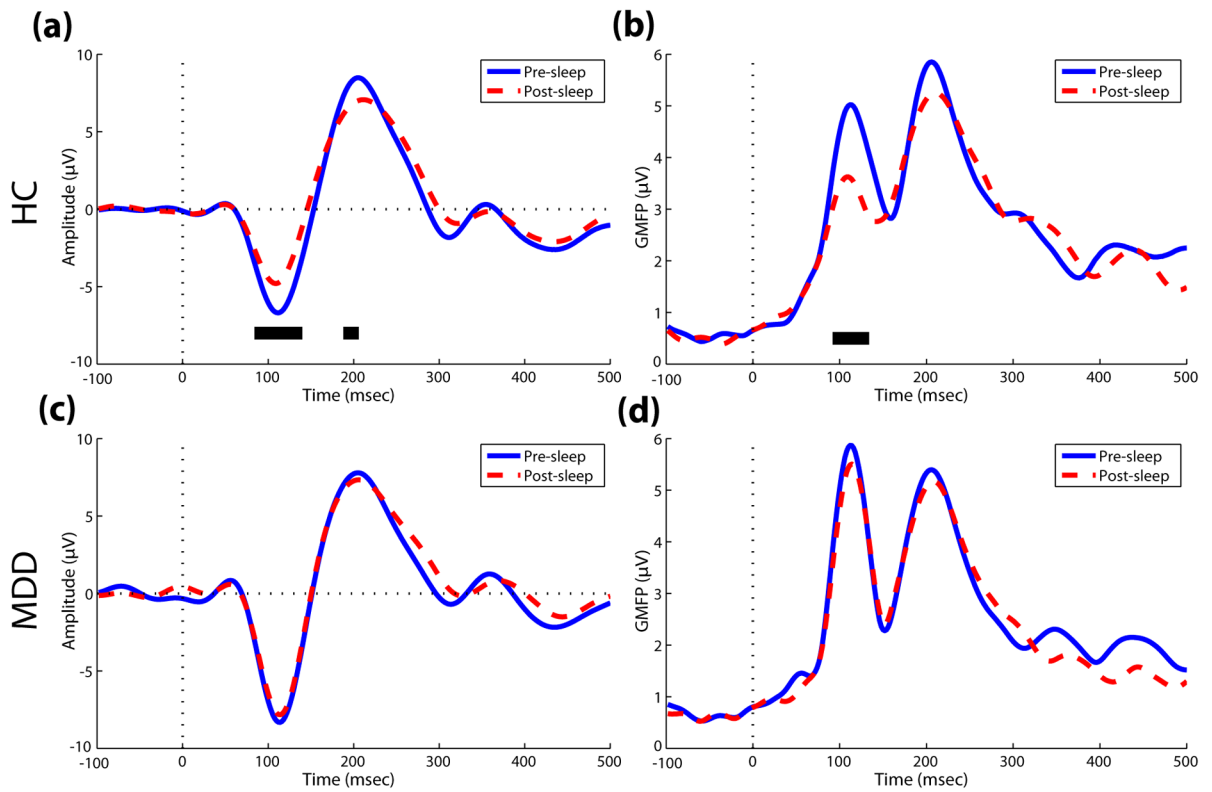 (a)
(b)
HC
Amplitude (µV)
10
5
0
-5
-10
-100
0
100
200
300
400
500
Time (msec)
Pre-sleep
Post-sleep
GMFP (µV)
6
5
4
3
2
1
0
-100
0
100
200
300
400
500
Time (msec)
Pre-sleep
Post-sleep
(c)
(d)
MDD
Amplitude (µV)
10
5
0
-5
-10
-100
0
100
200
300
400
500
Time (msec)
Pre-sleep
Post-sleep
GMFP (µV)
6
5
4
3
2
1
0
-100
0
100
200
300
400
500
Time (msec)
Pre-sleep
Post-sleep